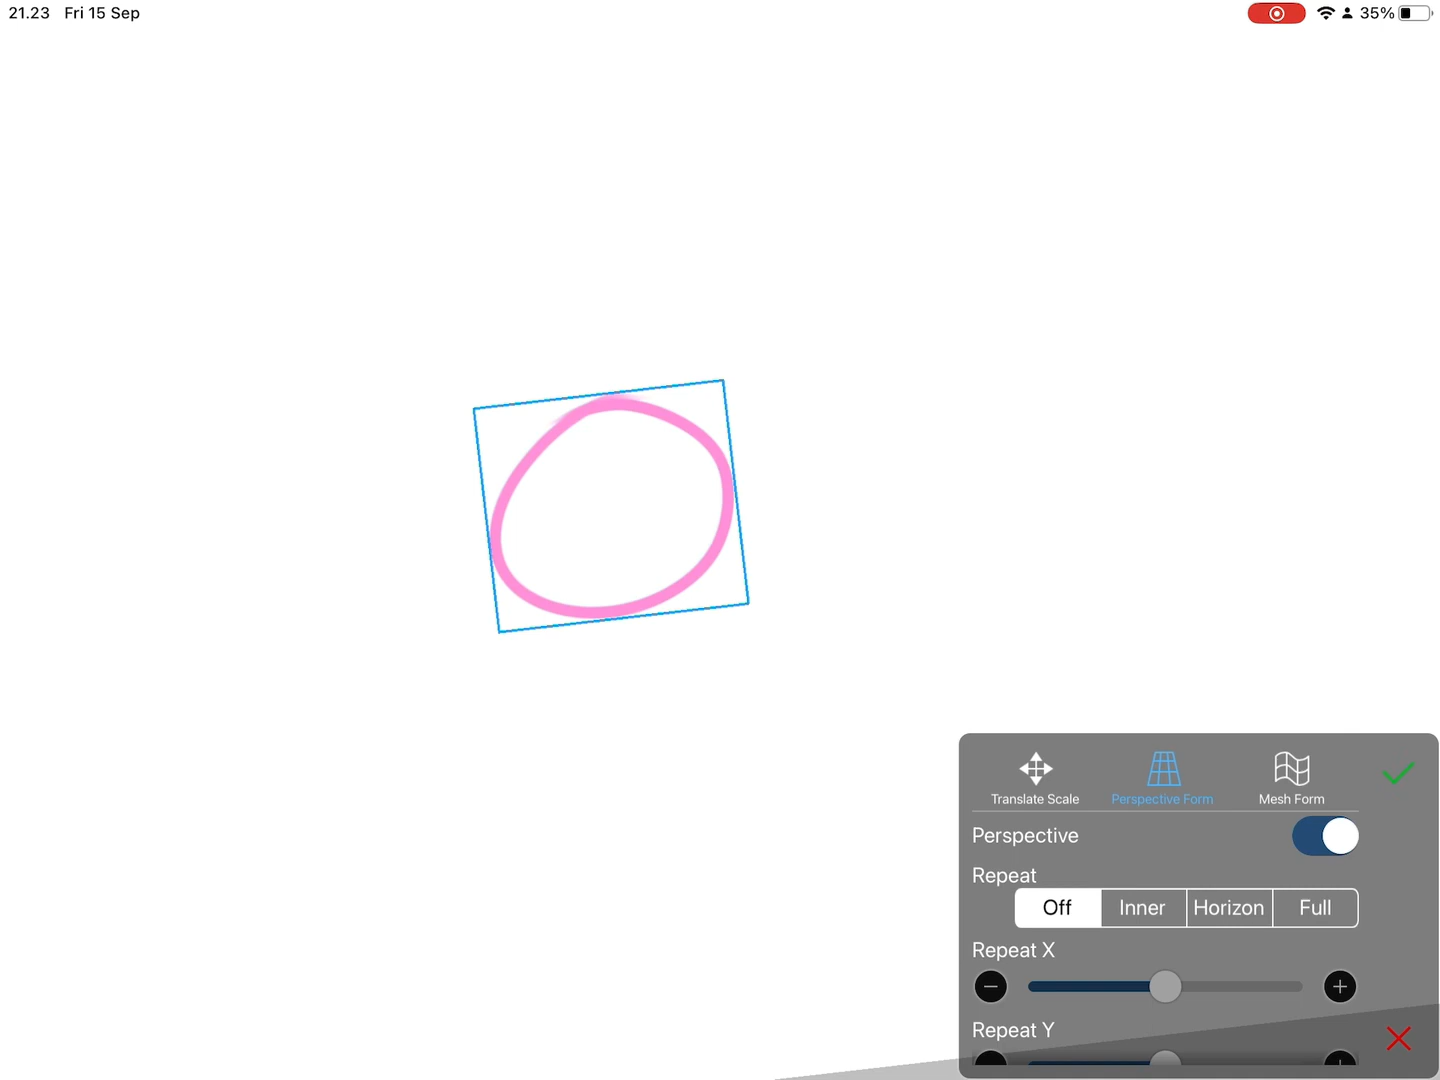 21.23 Fri 15 Sep 35%
Translate Scale Perspective Form Mesh Form
Perspective
Repeat
Off Inner Horizon Full
Repeat X
Repeat Y